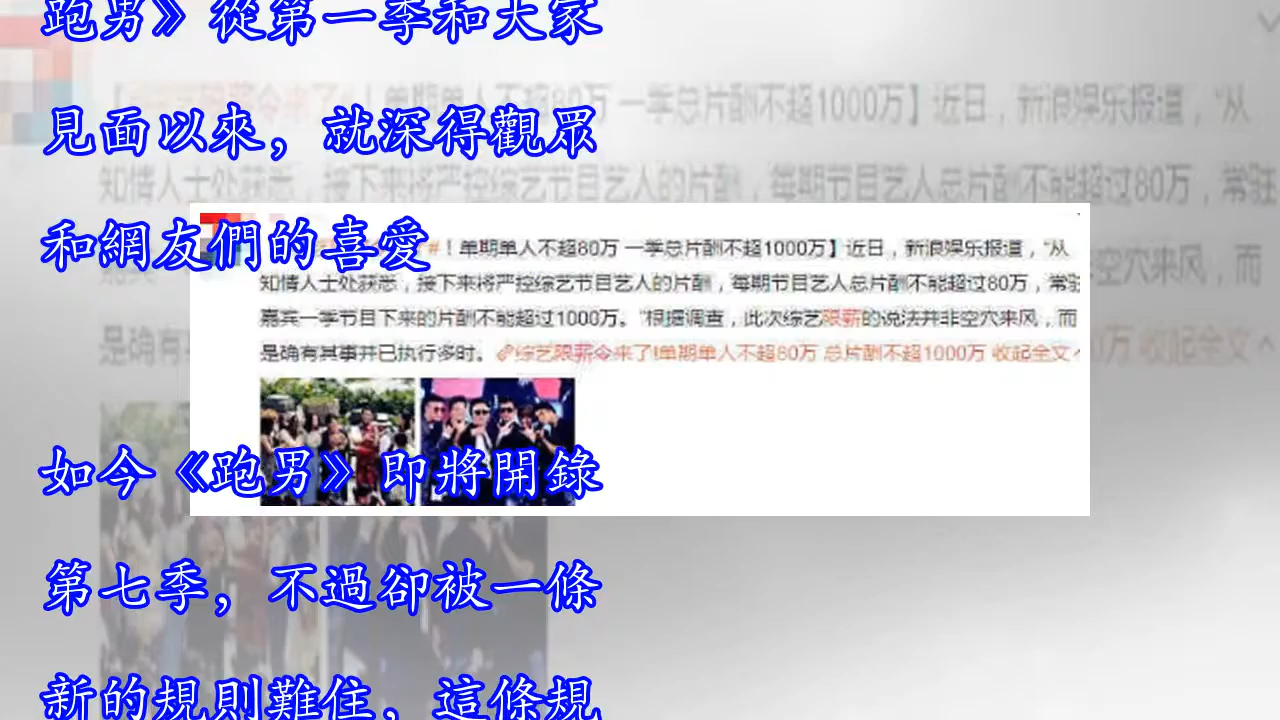 跑男》從第一季和大家
見面以來，就深得觀眾
和網友們的喜愛
#！单期单人不超80万 一季总片酬不超1000万】近日，新浪娱乐报道，“从
知情人士处获悉，接下来将严控综艺节目艺人的片酬，每期节目艺人总片酬不能超过80万，常驻
嘉宾一季节目下来的片酬不能超过1000万。”根据调查，此次综艺限薪的说法并非空穴来风，而
是确有其事并已执行多时。综艺限薪令来了!单期单人不超80万 总片酬不超1000万 收起全文
如今《跑男》即將開錄
第七季，不過卻被一條
新的規則難住，這條規